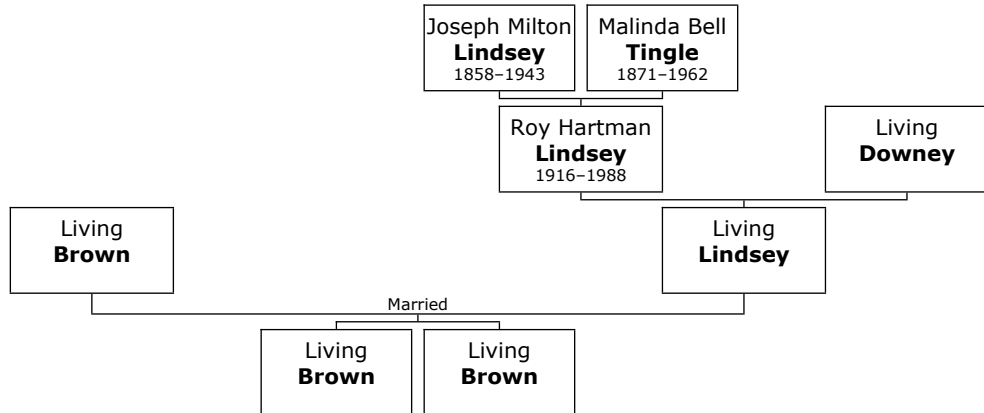 Joseph Milton
Lindsey
1858–1943
Malinda Bell
Tingle
1871–1962
Roy Hartman
Lindsey
1916–1988
Living
Downey
Living
Brown
Living
Lindsey
Married
Living
Brown
Living
Brown